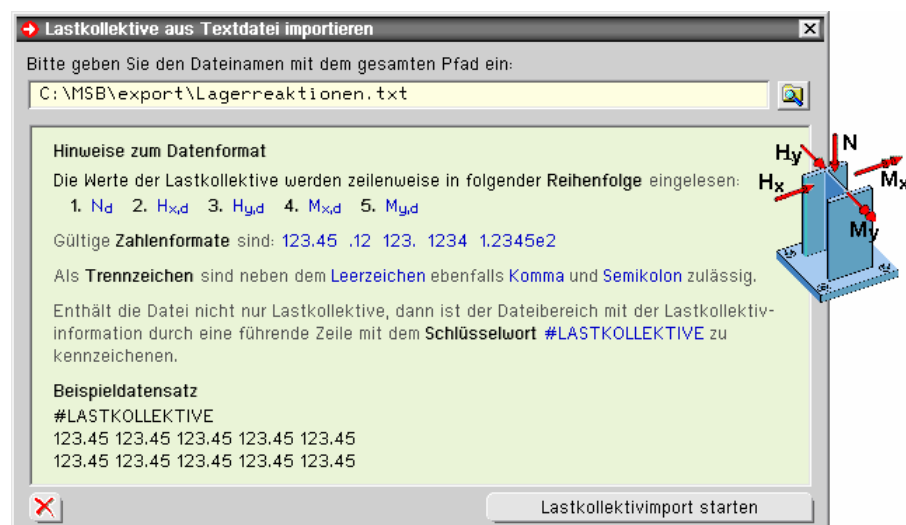 Lastkollektive aus Textdatei importieren
Bitte geben Sie den Dateinamen mit dem gesamten Pfad ein:
C:\MSB\export\Lagerreaktionen.txt
Hinweise zum Datenformat
Die Werte der Lastkollektive werden zeilenweise in folgender Reihenfolge eingelesen:
1. Nd 2. Hx,d 3. Hy,d 4. Mx,d 5. My,d
Gültige Zahlenformate sind: 123.45 .12 123. 1234 1.2345e2
Als Trennzeichen sind neben dem Leerzeichen ebenfalls Komma und Semikolon zulässig.
Enthält die Datei nicht nur Lastkollektive, dann ist der Dateibereich mit der Lastkollektiv-
information durch eine führende Zeile mit dem Schlüsselwort #LASTKOLLEKTIVE zu
kennzeichenen.
Beispieldatensatz
#LASTKOLLEKTIVE
123.45 123.45 123.45 123.45 123.45
123.45 123.45 123.45 123.45 123.45
Lastkollektivimport starten
Hy
N
Hx
Mx
My